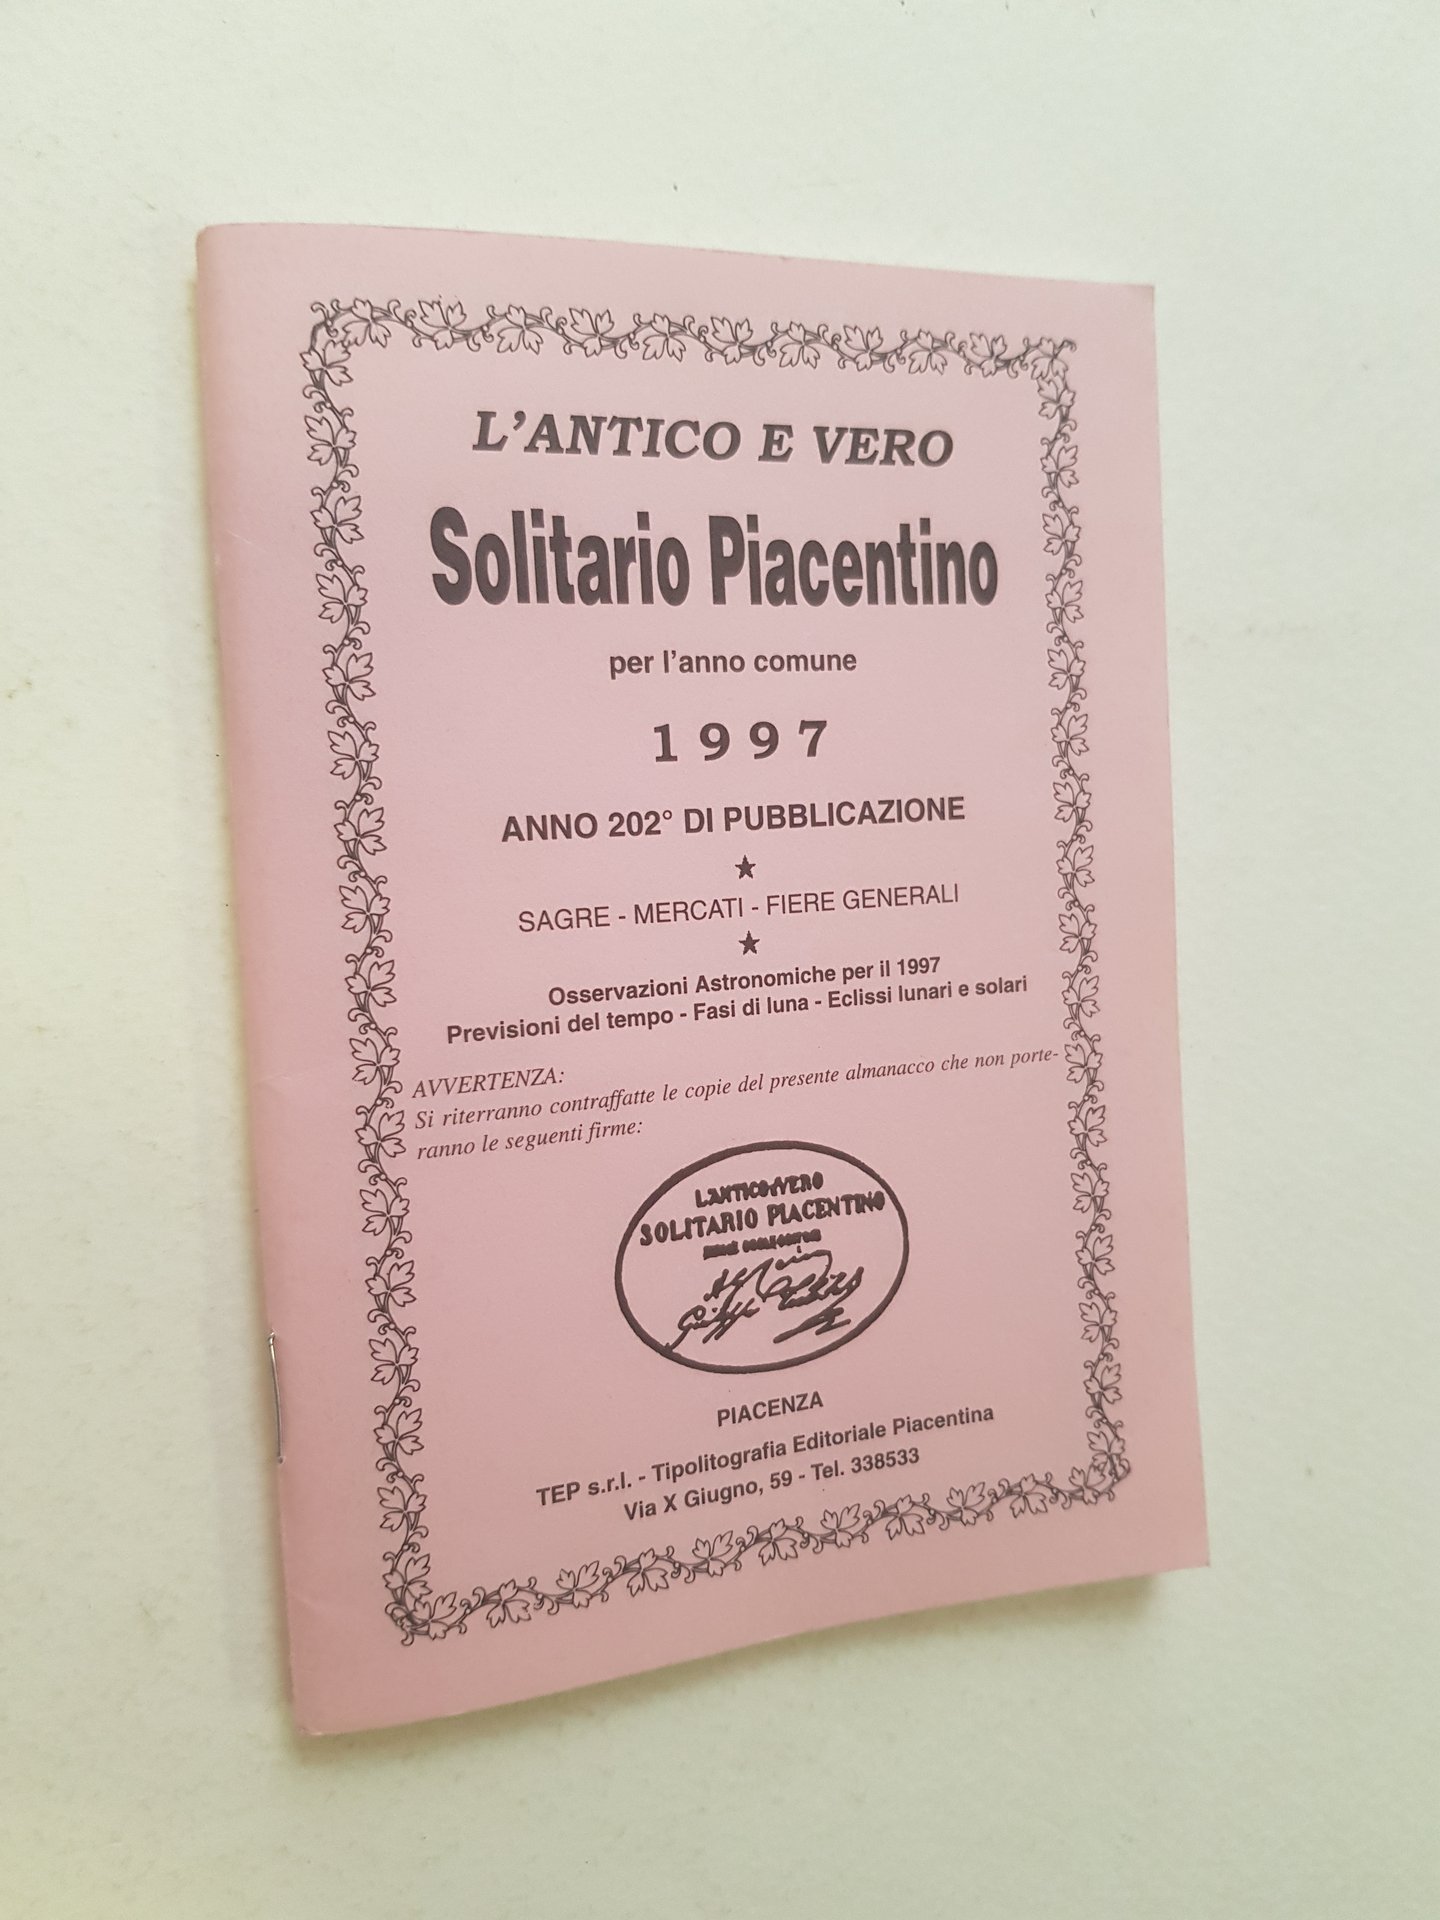 L'ANTICO E VERO
Solitario Piacentino
per l'anno comune
1997
ANNO 202° DI PUBBLICAZIONE
SAGRE - MERCATI - FIERE GENERALI
Osservazioni Astronomiche per il 1997
Previsioni del tempo - Fasi di luna - Eclissi lunari e solari
AVVERTENZA:
Si riterranno contraffatte le copie del presente almanacco che non porte-
ranno le seguenti firme:
L'ANTICO e VERO
SOLITARIO PIACENTINO
PIACENZA
TEP s.r.l. - Tipolitografia Editoriale Piacentina
Via X Giugno, 59 - Tel. 338533